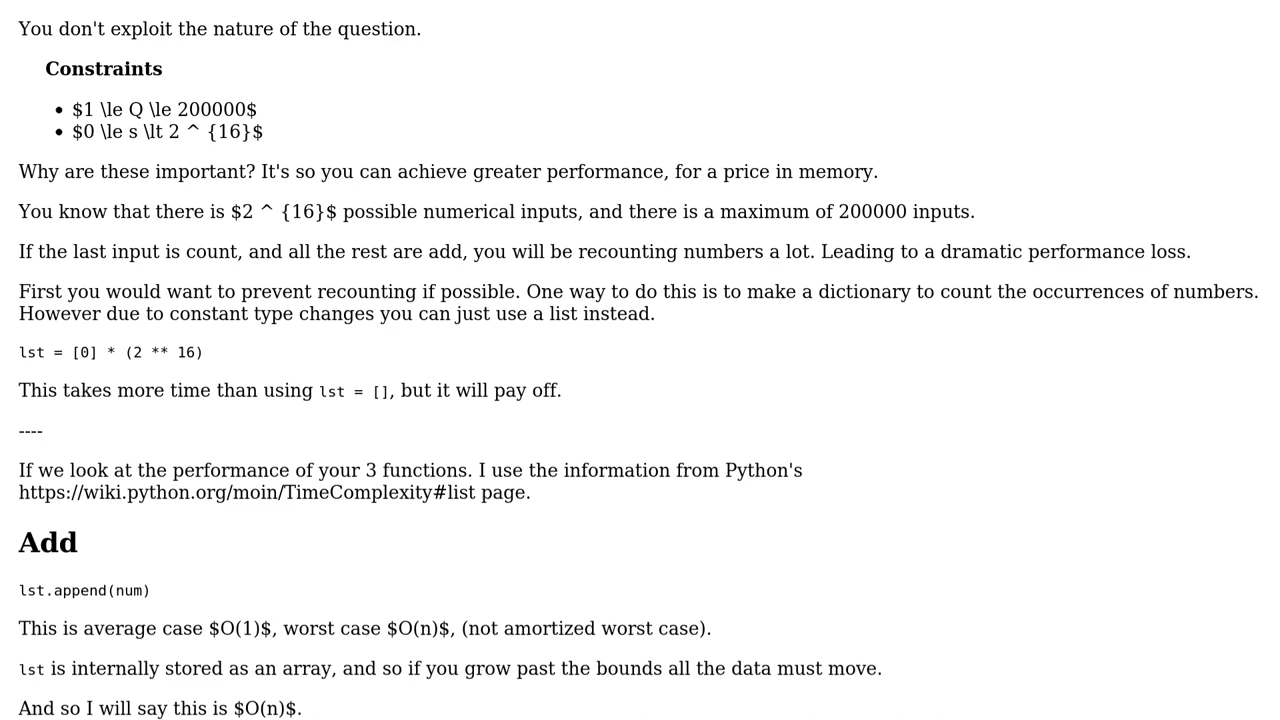 You don't exploit the nature of the question.
Constraints
• $1 \le Q \le 200000$
• $0 \le s \lt 2 ^ {16}$
Why are these important? It's so you can achieve greater performance, for a price in memory.
You know that there is $2 ^ {16}$ possible numerical inputs, and there is a maximum of 200000 inputs.
If the last input is count, and all the rest are add, you will be recounting numbers a lot. Leading to a dramatic performance loss.
First you would want to prevent recounting if possible. One way to do this is to make a dictionary to count the occurrences of numbers.
However due to constant type changes you can just use a list instead.
lst = [0] * (2 ** 16)
This takes more time than using lst = [], but it will pay off.
----
If we look at the performance of your 3 functions. I use the information from Python's
https://wiki.python.org/moin/TimeComplexity#list page.
Add
lst.append(num)
This is average case $O(1)$, worst case $O(n)$, (not amortized worst case).
lst is internally stored as an array, and so if you grow past the bounds all the data must move.
And so I will say this is $O(n)$.